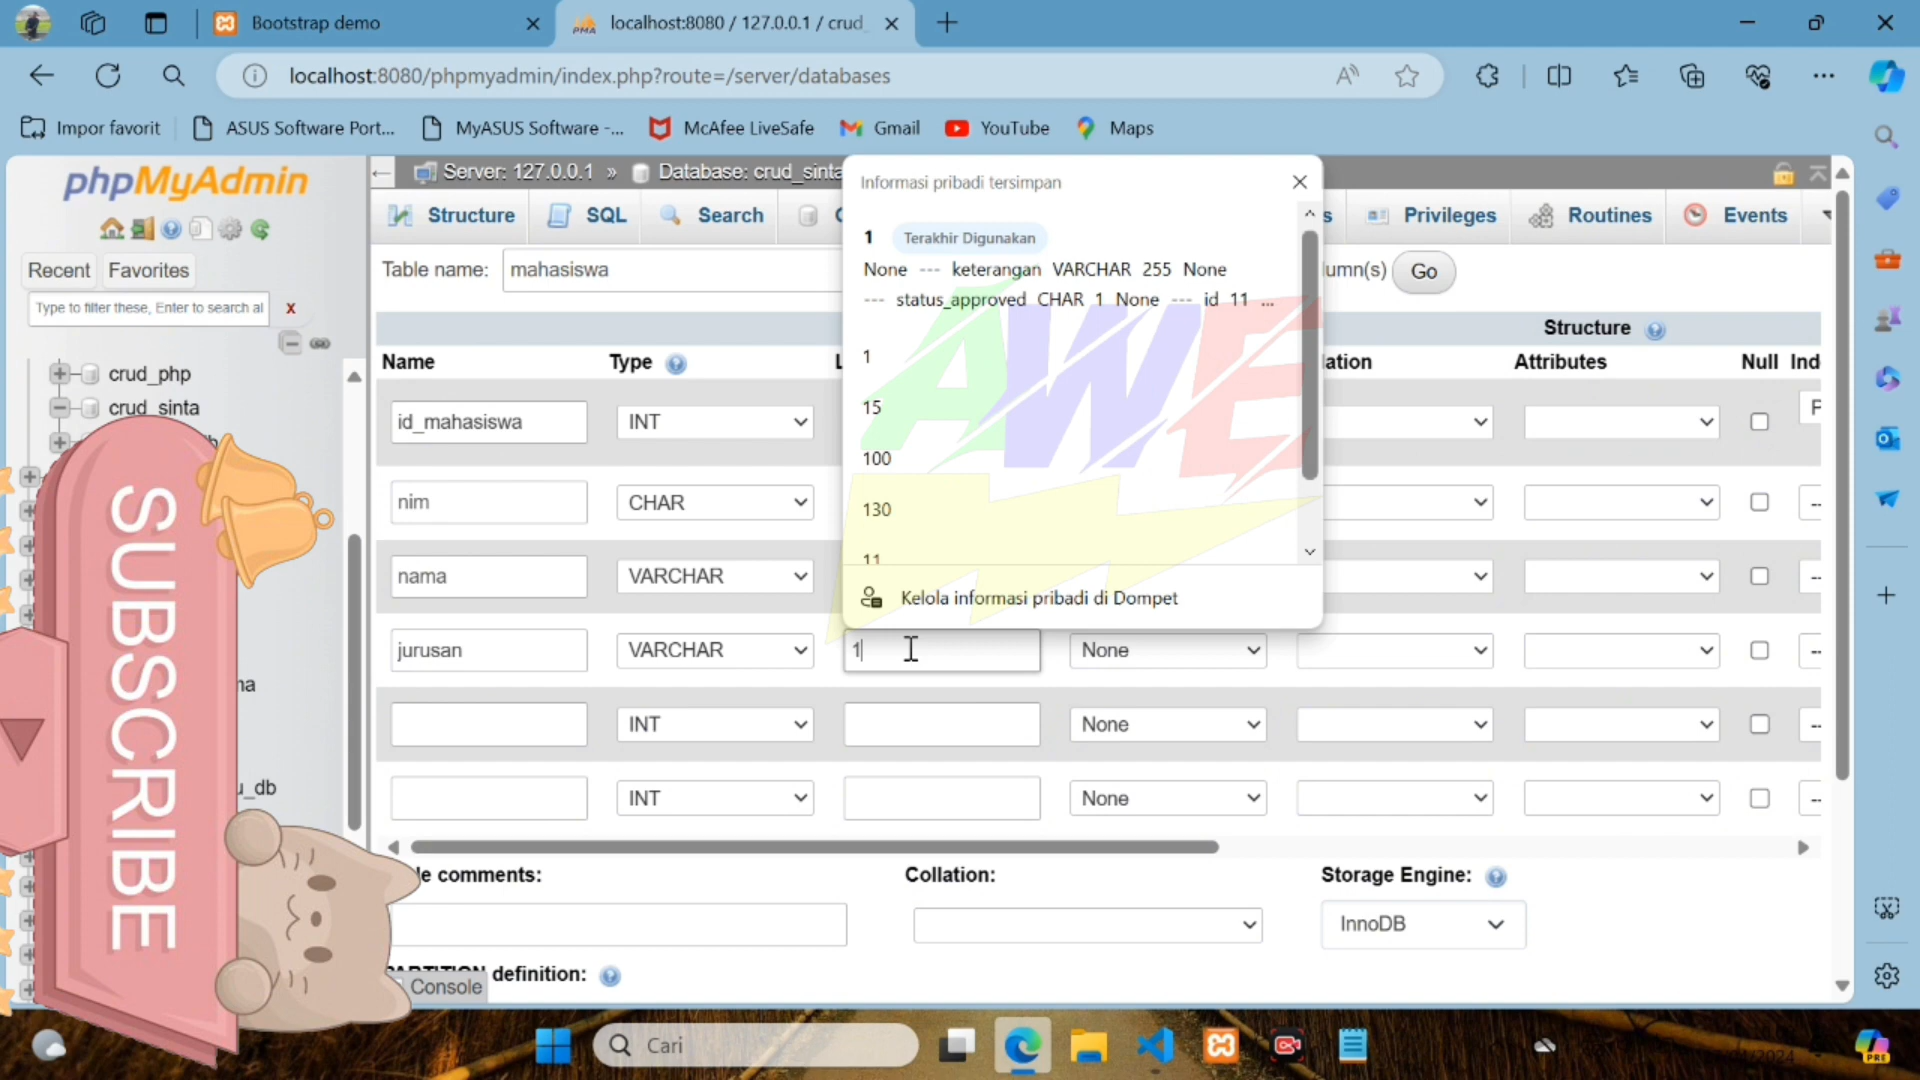 Bootstrap demo
localhost:8080 / 127.0.0.1 / crud_
localhost:8080/phpmyadmin/index.php?route=/server/databases
Impor favorit
ASUS Software Port...
MyASUS Software -...
McAfee LiveSafe
Gmail
YouTube
Maps
phpMyAdmin
Server: 127.0.0.1 » Database: crud_sinta
Informasi pribadi tersimpan
Structure
SQL
Search
Privileges
Routines
Events
1 Terakhir Digunakan
None --- keterangan VARCHAR 255 None
--- status_approved CHAR 1 None --- id 11 ...
1
15
100
130
11
Kelola informasi pribadi di Dompet
AWE
Recent Favorites
Type to filter these, Enter to search al X
Table name: mahasiswa
Go
Structure
Name Type Attributes Null
crud_php
crud_sinta
id_mahasiswa INT
nim CHAR
nama VARCHAR
jurusan VARCHAR 1 None
INT None
INT None
SUBSCRIBE
Collation:
Storage Engine:
InnoDB
comments:
definition:
Console
Cari
PRE